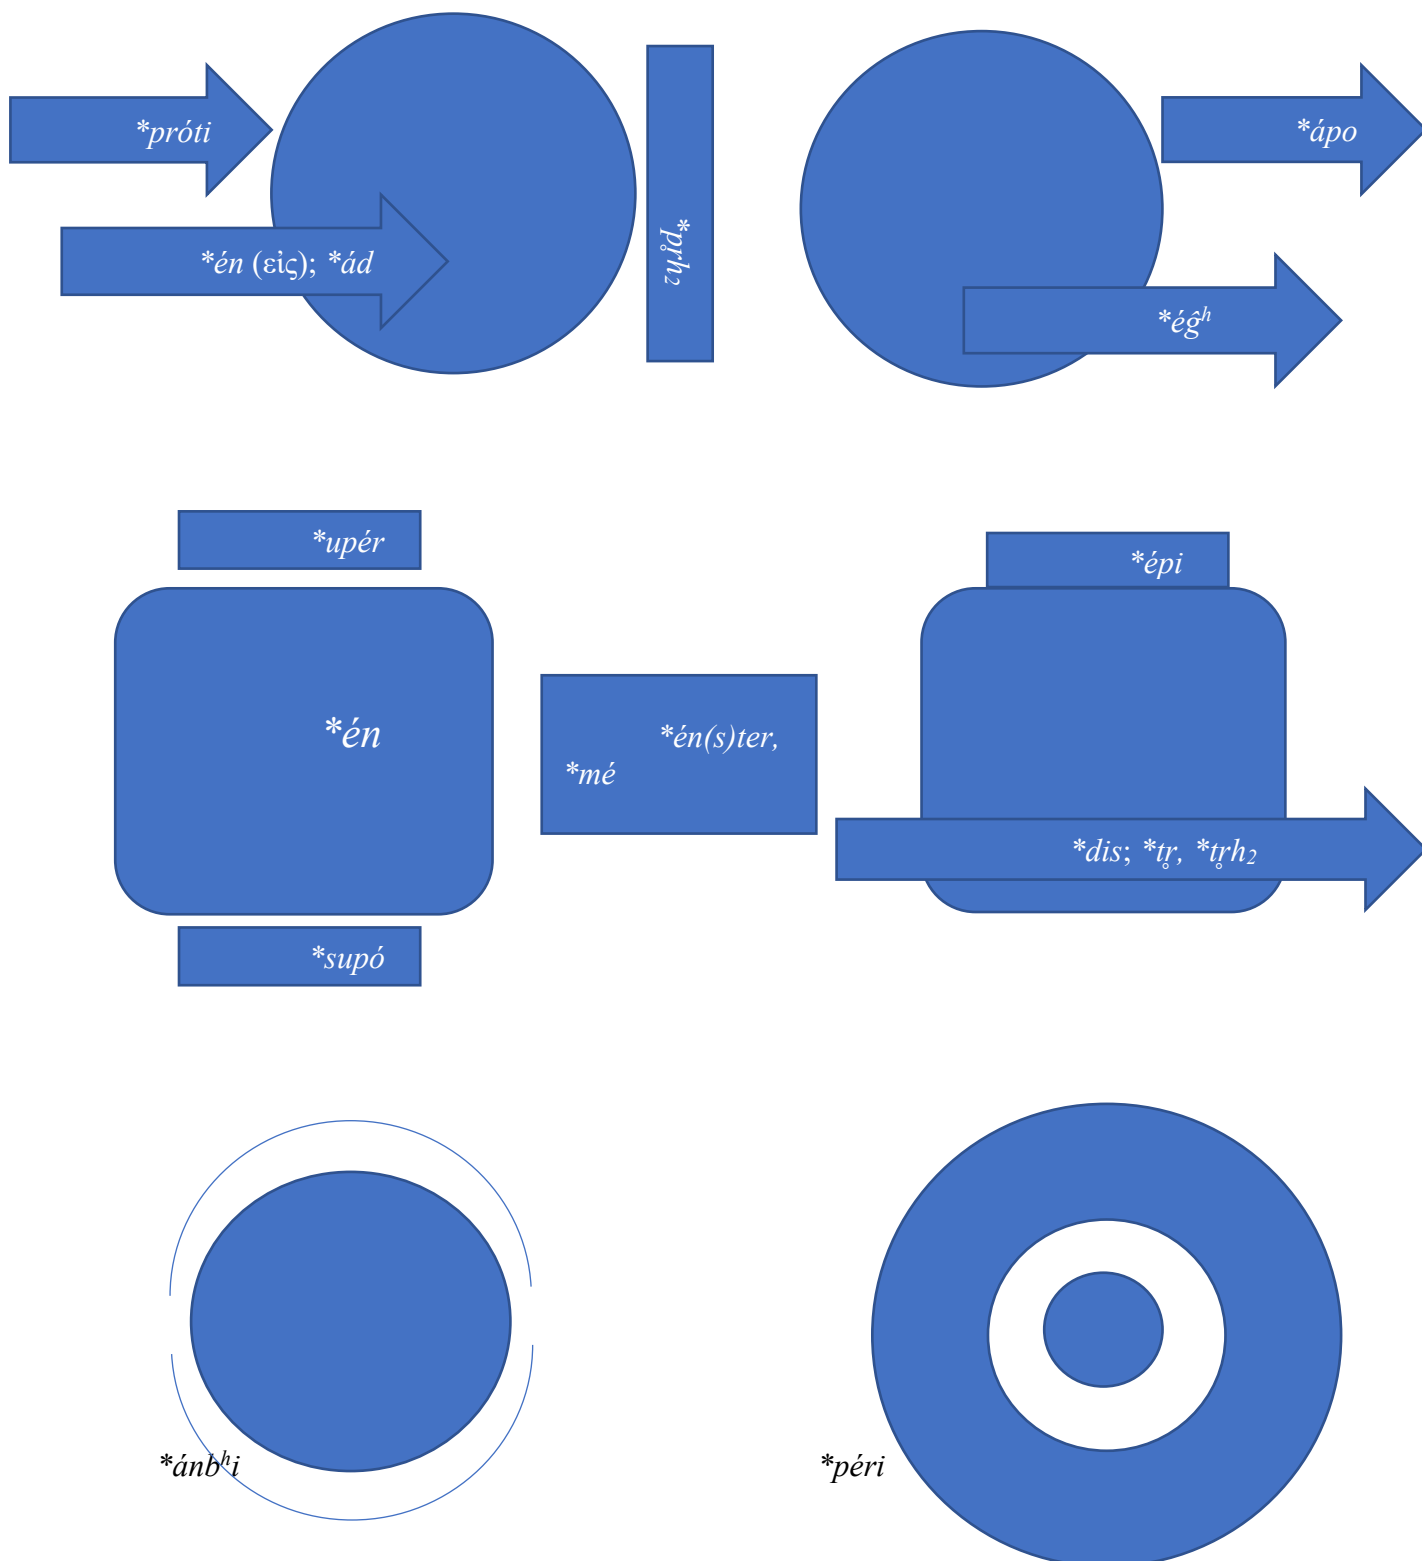 *próti
*ápo
*én (εἰς); *ád
*pr̥h₂
*éĝʰ
*upér
*épi
*én
*én(s)ter,
*mé
*dis; *tr̥, *tr̥h₂
*supó
*ánbʰi
*péri